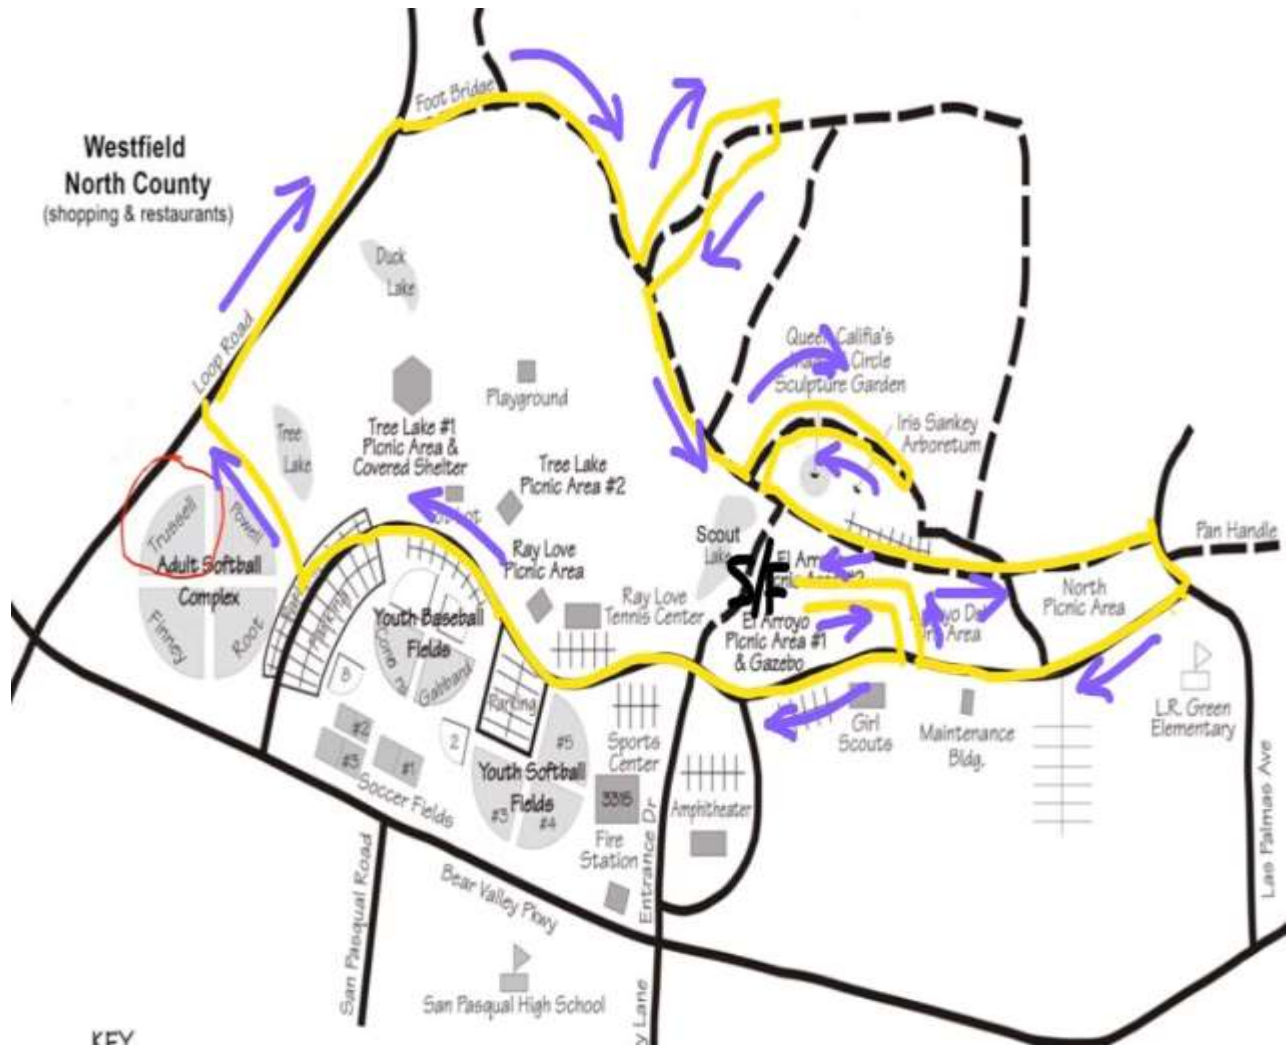 Foot Bridge
Westfield
North County
(shopping & restaurants)
Duck
Lake
Loop Road
Queen Califia's
Circle
Sculpture Garden
Playground
Iris Sankey
Arboretum
Tree Lake #1
Picnic Area &
Covered Shelter
Tree
Lake
Tree Lake
Picnic Area #2
Scout
Lake
Pan Handle
Trussell
Powell
Adult Softball
Complex
Finney
Root
Parking
Ray Love
Picnic Area
Ray Love
Tennis Center
S/F
El Arroyo
Picnic Area #1
& Gazebo
North
Picnic Area
Youth Baseball
Fields
Gabbard
8
Parking
2
#2
#3
#1
Soccer Fields
Youth Softball
Fields
#5
#3
#4
Sports
Center
3315
Fire
Station
Entrance Dr
Amphitheater
Girl
Scouts
Maintenance
Bldg.
L.R. Green
Elementary
Las Palmas Ave
San Pasqual Road
Bear Valley Pkwy
San Pasqual High School
Lane
KEY